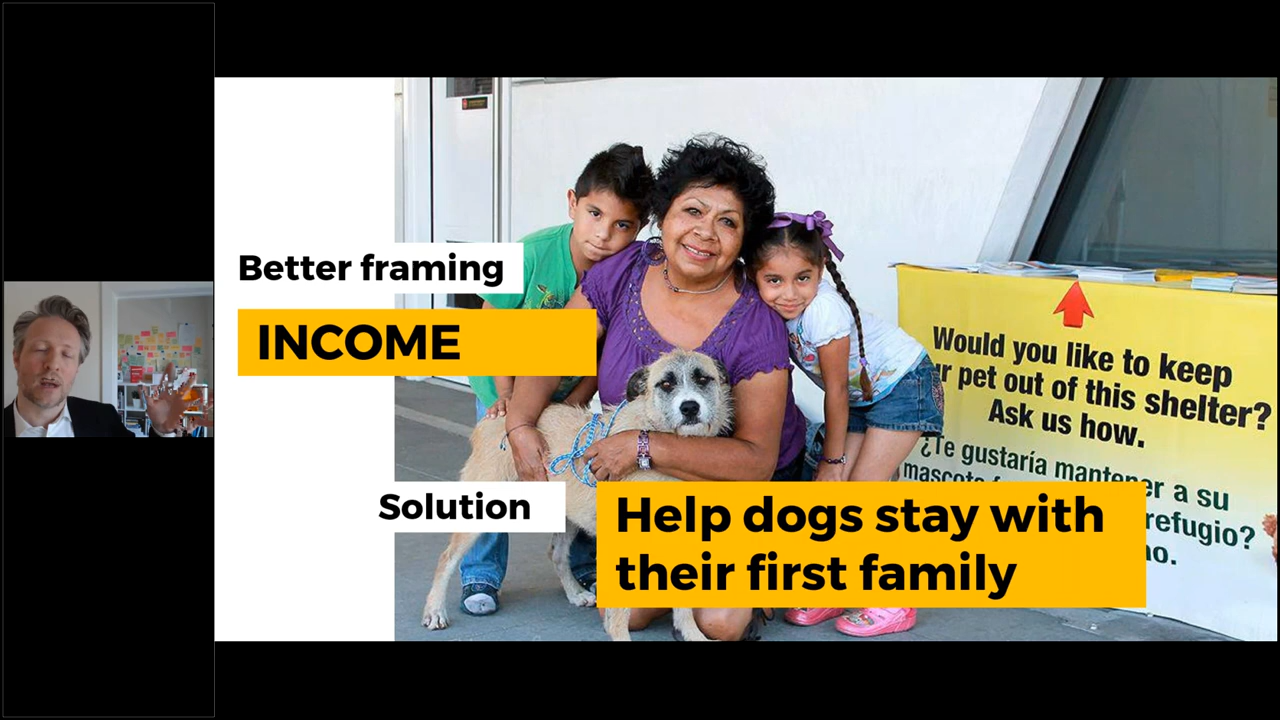 Better framing
INCOME
Solution
Help dogs stay with
their first family
Would you like to keep
pet out of this shelter?
Ask us how.
¿Te gustaría mantener a su
mascota
refugio?